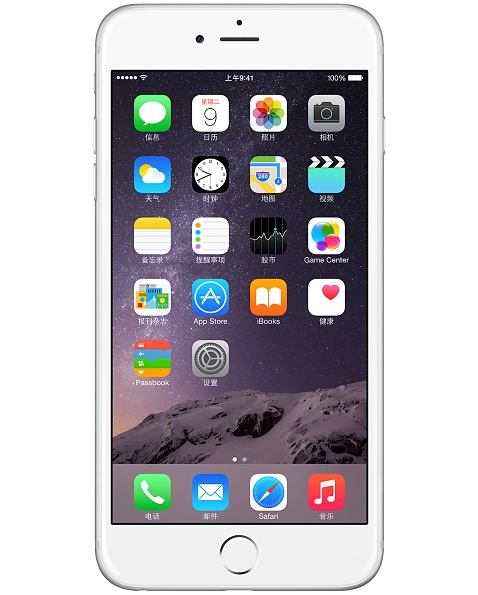 上午9:41
100%
星期二
9
信息
日历
照片
相机
天气
时钟
280
地图
视频
备忘录
提醒事项
股市
Game Center
报刊杂志
App Store
iBooks
健康
Passbook
设置
电话
邮件
Safari
音乐